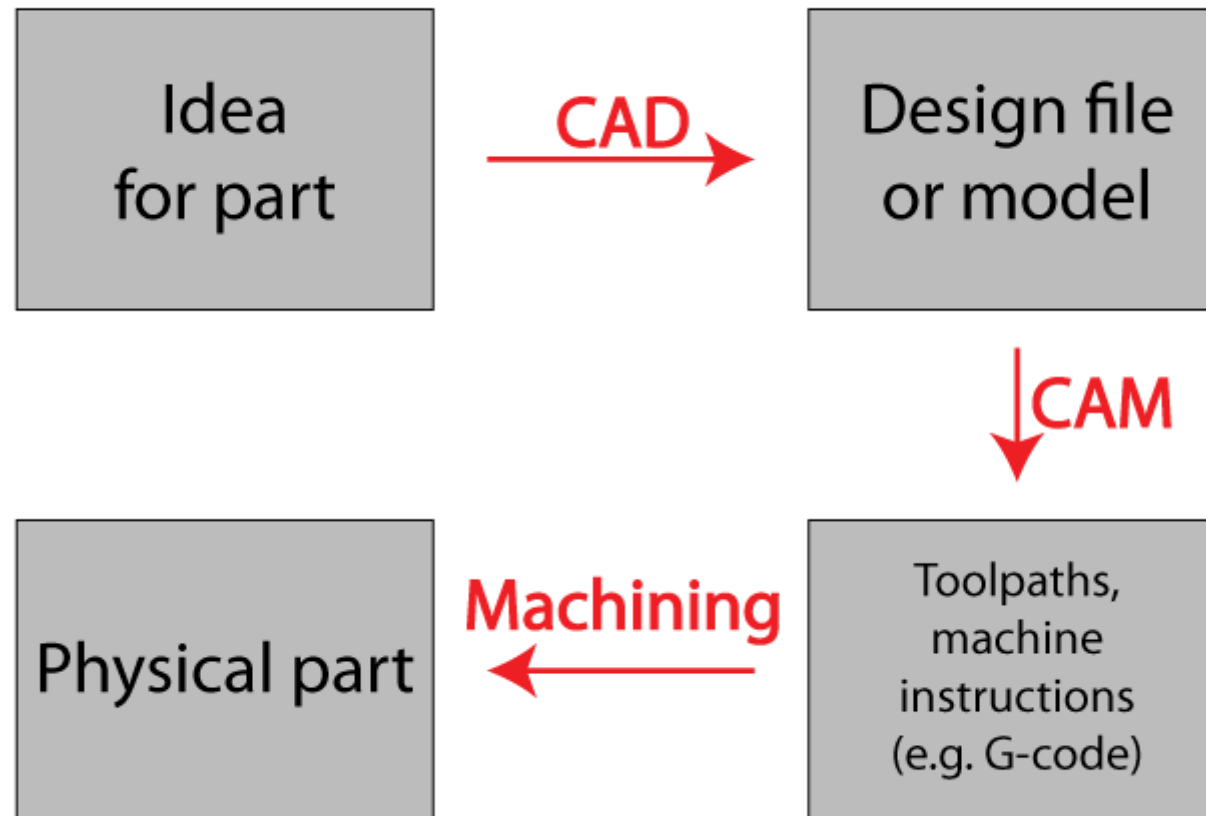 Idea
for part
CAD
Design file
or model
CAM
Toolpaths,
machine
instructions
(e.g. G-code)
Machining
Physical part